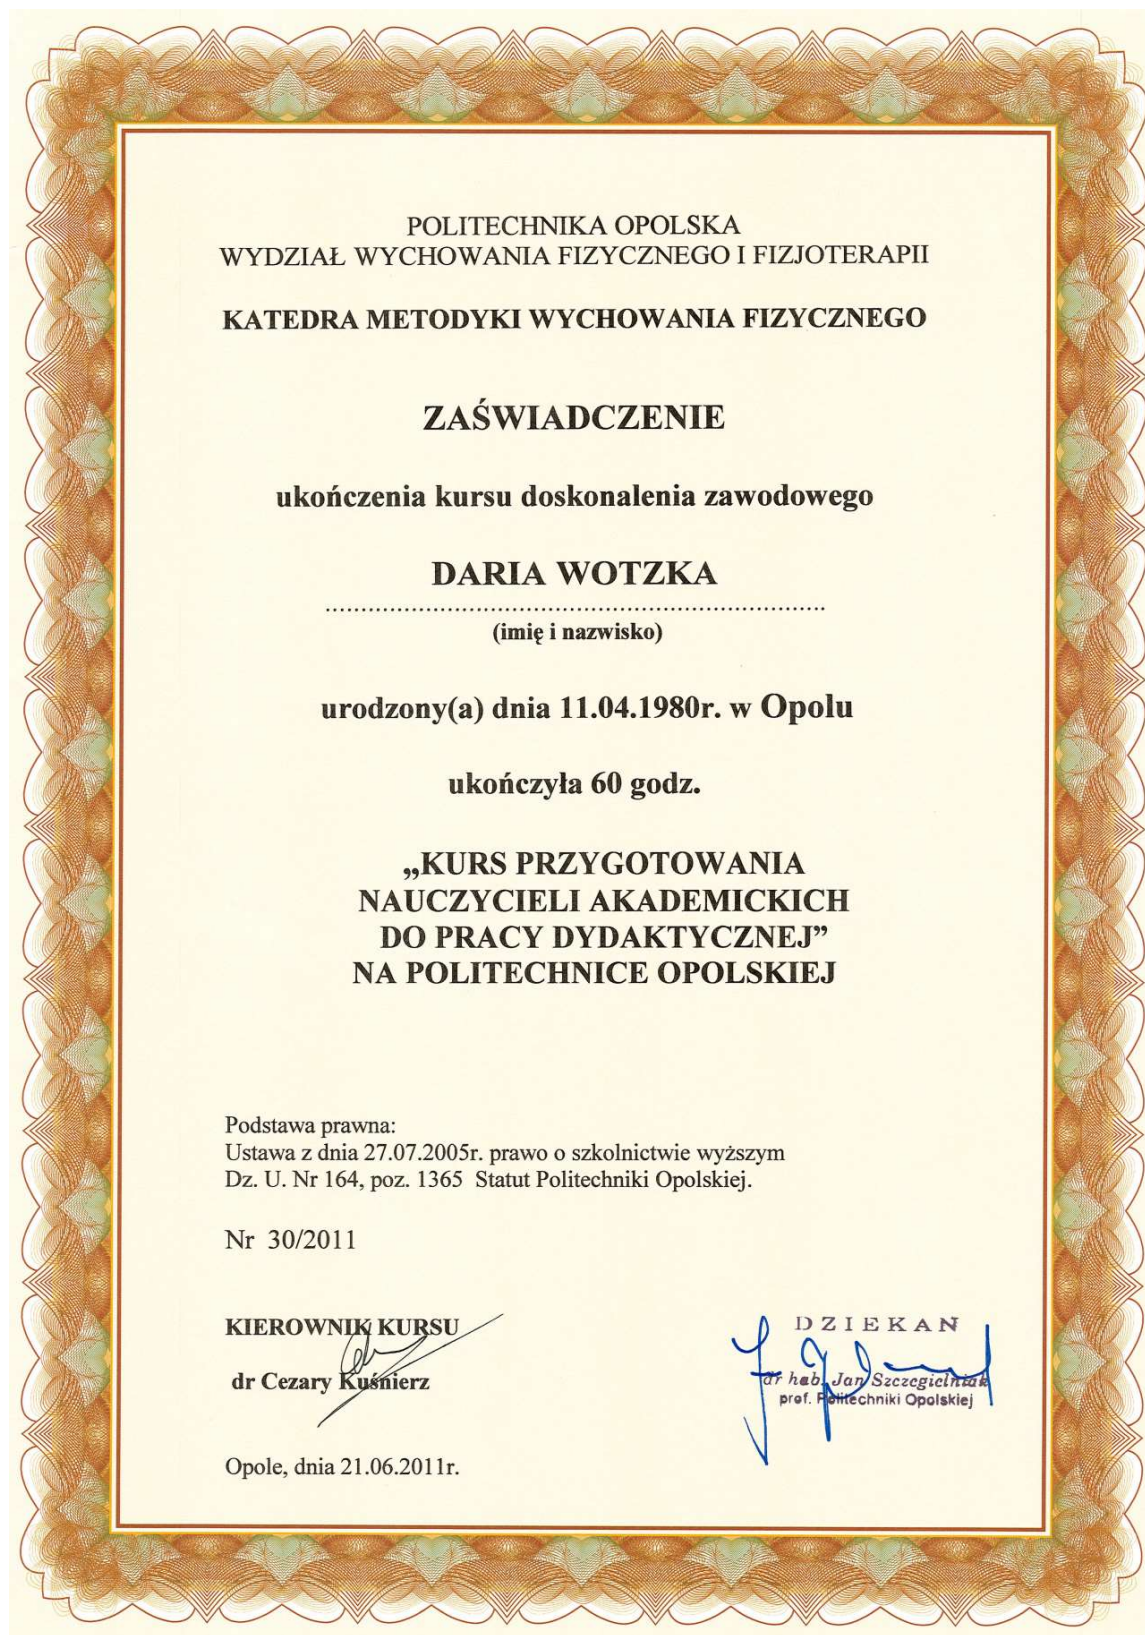 POLITECHNIKA OPOLSKA
WYDZIAŁ WYCHOWANIA FIZYCZNEGO I FIZJOTERAPII
KATEDRA METODYKI WYCHOWANIA FIZYCZNEGO
ZAŚWIADCZENIE
ukończenia kursu doskonalenia zawodowego
DARIA WOTZKA
......................................................................
(imię i nazwisko)
urodzony(a) dnia 11.04.1980r. w Opolu
ukończyła 60 godz.
„KURS PRZYGOTOWANIA
NAUCZYCIELI AKADEMICKICH
DO PRACY DYDAKTYCZNEJ”
NA POLITECHNICE OPOLSKIEJ
Podstawa prawna:
Ustawa z dnia 27.07.2005r. prawo o szkolnictwie wyższym
Dz. U. Nr 164, poz. 1365 Statut Politechniki Opolskiej.
Nr 30/2011
KIEROWNIK KURSU
dr Cezary Kuśnierz
DZIEKAN
dr hab. Jan Szczegielniak
prof. Politechniki Opolskiej
Opole, dnia 21.06.2011r.